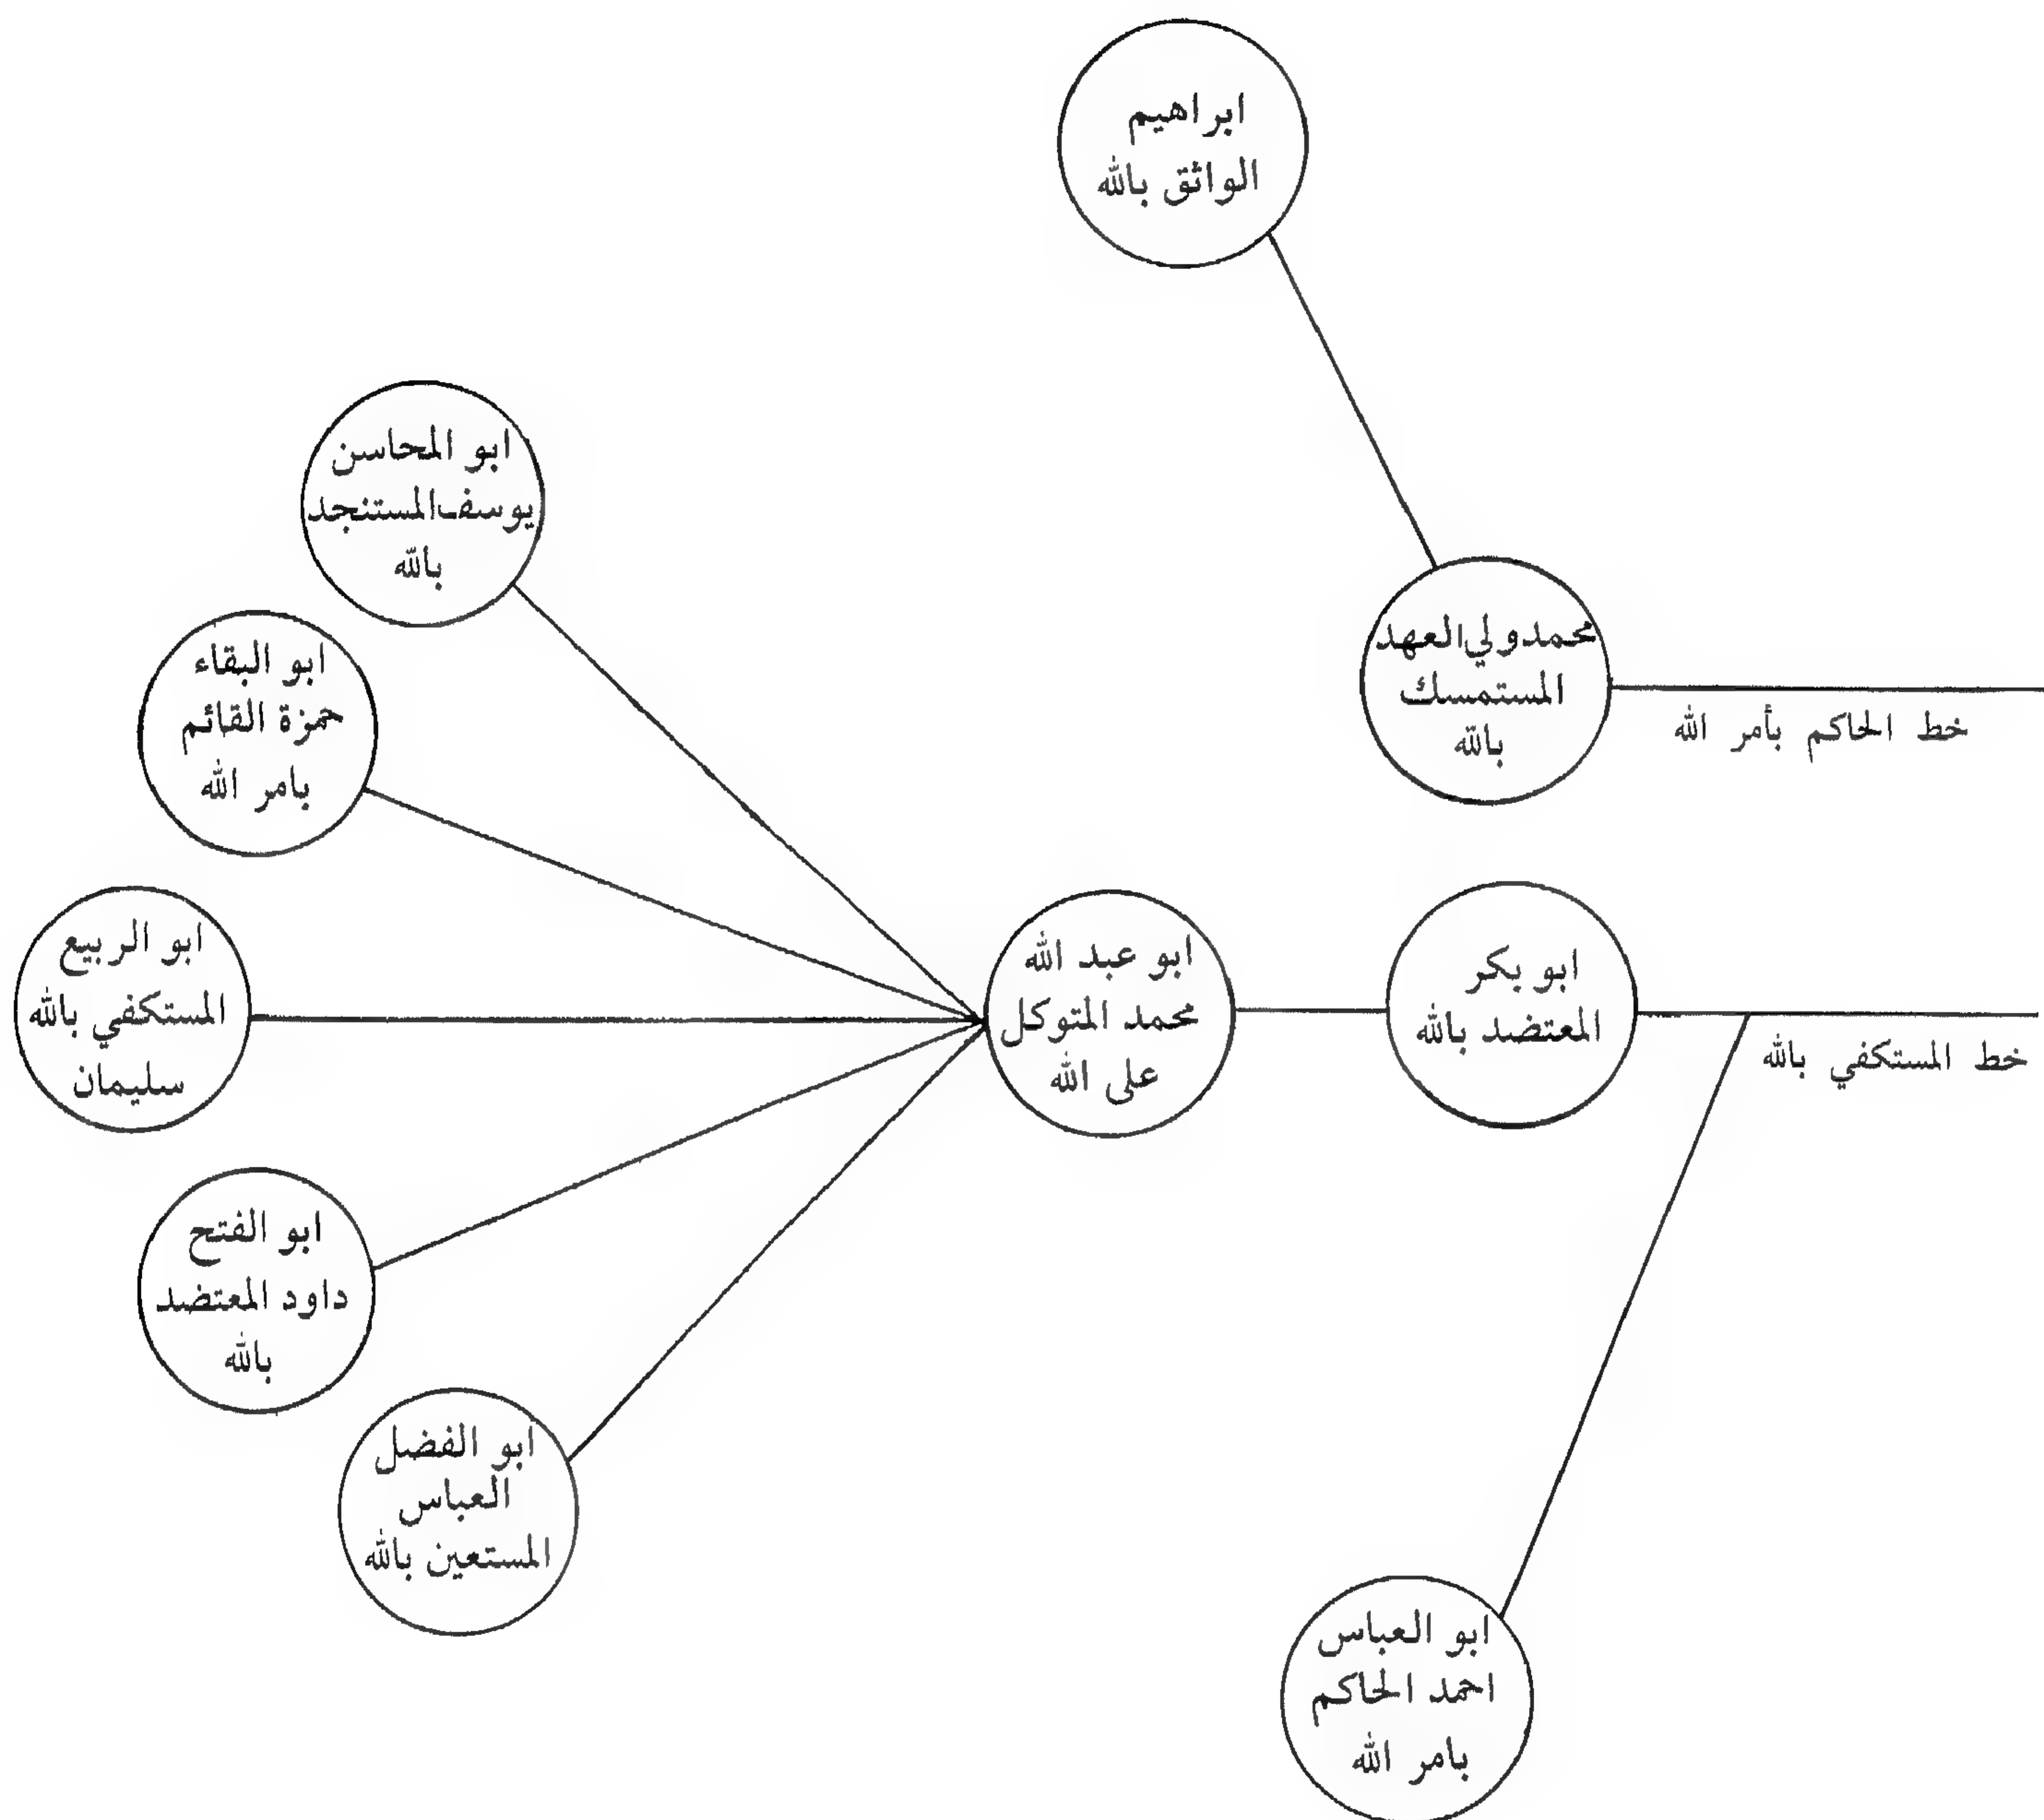 ابراهيم
الواثق بالله
محمد ولي العهد
المستمسك
بالله
خط الحاكم بأمر الله
ابو المحاسن
يوسف المستنجد
بالله
ابو البقاء
حمزة القائم
بامر الله
ابو بكر
المعتضد بالله
خط المستكفي بالله
ابو عبد الله
محمد المتوكل
على الله
ابو الربيع
المستكفي بالله
سليمان
ابو الفتح
داود المعتضد
بالله
ابو الفضل
العباس
المستعين بالله
ابو العباس
احمد الحاكم
بامر الله